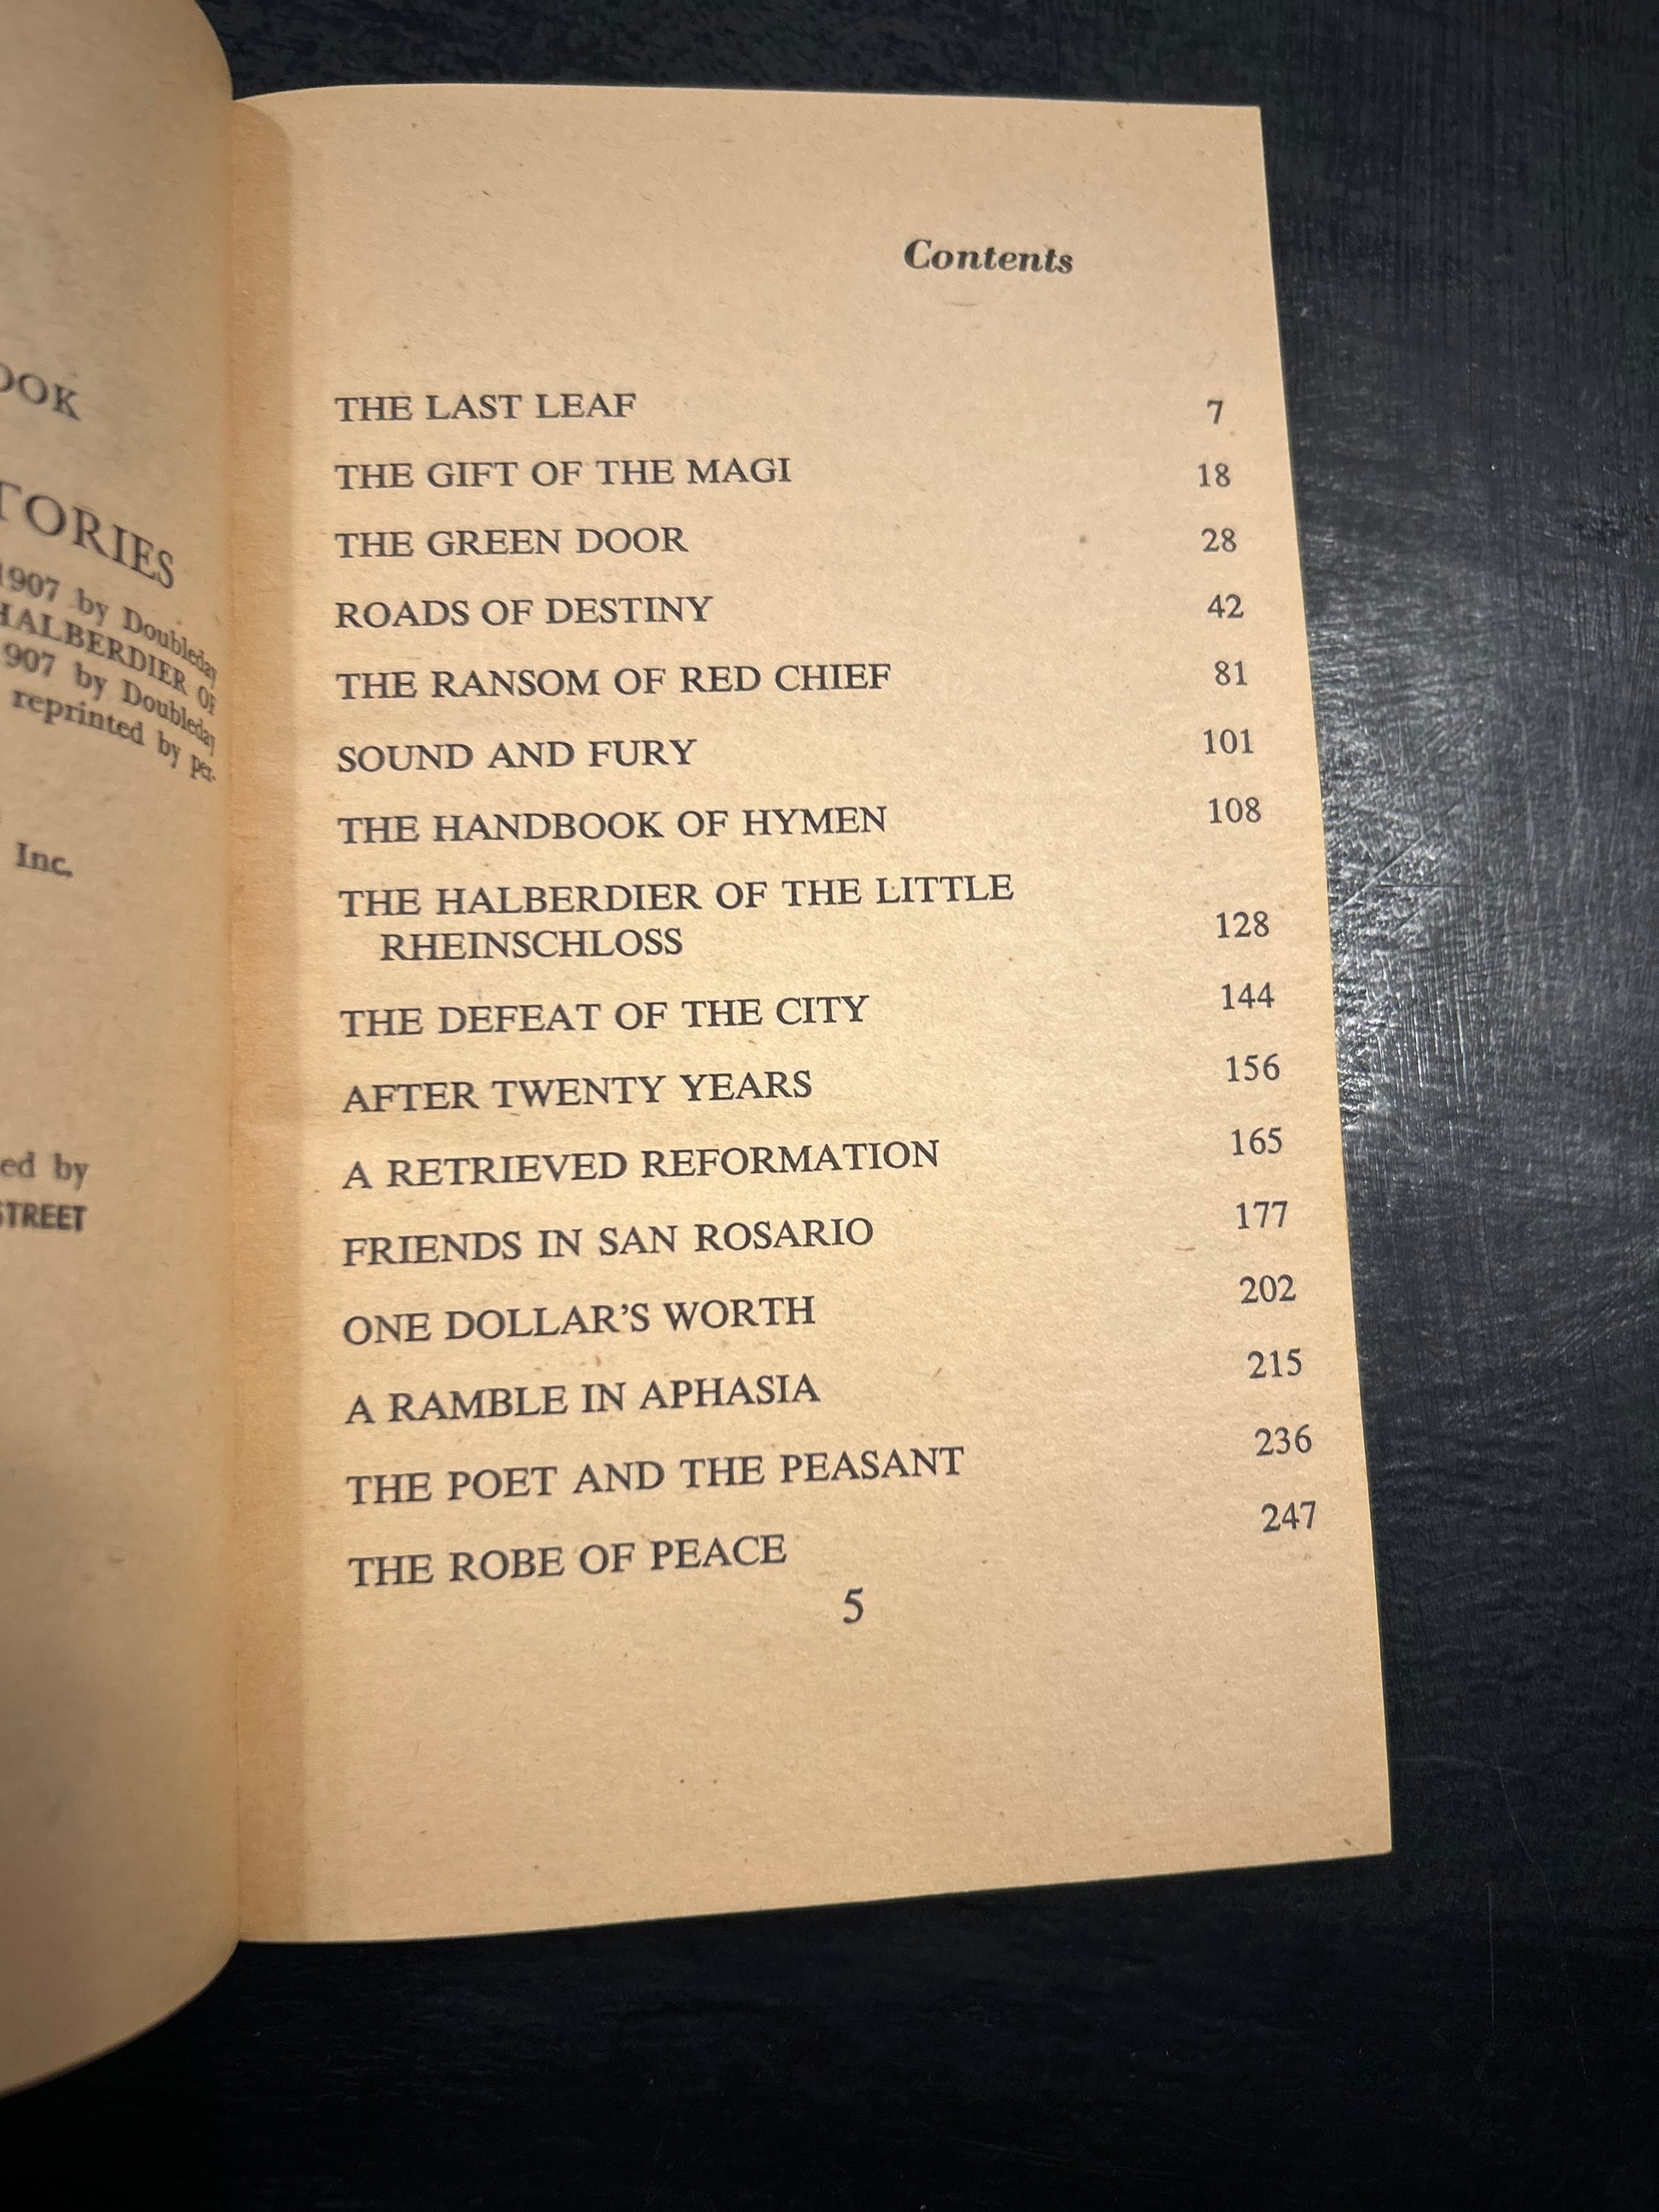 OOK
TORIES
1907 by Doubleday
HALBERDIER OF
907 by Doubleday
reprinted by per-
Inc.
ed by
STREET
Contents
THE LAST LEAF 7
THE GIFT OF THE MAGI 18
THE GREEN DOOR 28
ROADS OF DESTINY 42
THE RANSOM OF RED CHIEF 81
SOUND AND FURY 101
THE HANDBOOK OF HYMEN 108
THE HALBERDIER OF THE LITTLE
RHEINSCHLOSS 128
THE DEFEAT OF THE CITY 144
AFTER TWENTY YEARS 156
A RETRIEVED REFORMATION 165
FRIENDS IN SAN ROSARIO 177
ONE DOLLAR’S WORTH 202
A RAMBLE IN APHASIA 215
THE POET AND THE PEASANT 236
THE ROBE OF PEACE 247
5